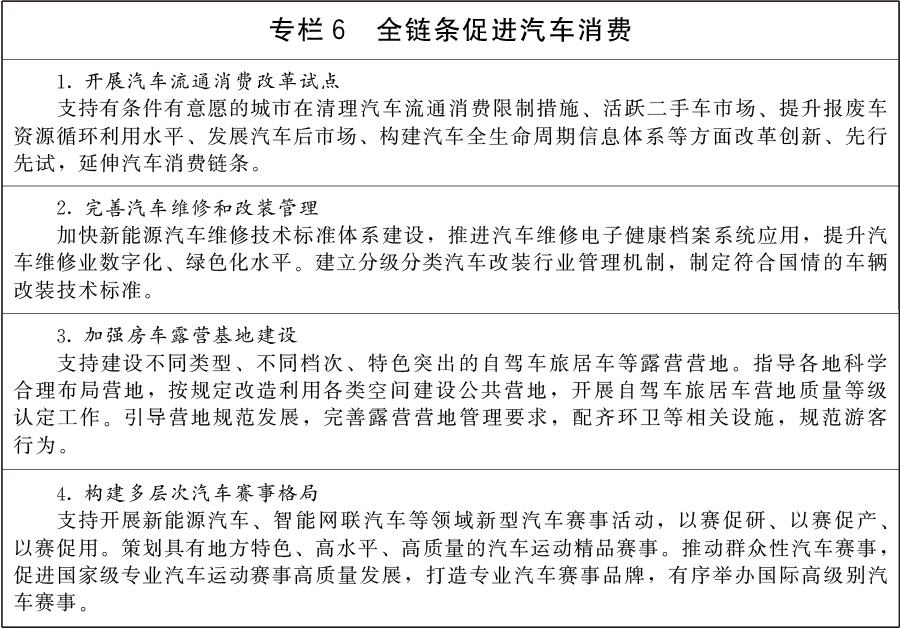 专栏6 全链条促进汽车消费
1. 开展汽车流通消费改革试点
支持有条件有意愿的城市在清理汽车流通消费限制措施、活跃二手车市场、提升报废车
资源循环利用水平、发展汽车后市场、构建汽车全生命周期信息体系等方面改革创新、先行
先试，延伸汽车消费链条。
2. 完善汽车维修和改装管理
加快新能源汽车维修技术标准体系建设，推进汽车维修电子健康档案系统应用，提升汽
车维修业数字化、绿色化水平。建立分级分类汽车改装行业管理机制，制定符合国情的车辆
改装技术标准。
3. 加强房车露营基地建设
支持建设不同类型、不同档次、特色突出的自驾车旅居车等露营营地。指导各地科学
合理布局营地，按规定改造利用各类空间建设公共营地，开展自驾车旅居车营地质量等级
认定工作。引导营地规范发展，完善露营营地管理要求，配齐环卫等相关设施，规范游客
行为。
4. 构建多层次汽车赛事格局
支持开展新能源汽车、智能网联汽车等领域新型汽车赛事活动，以赛促研、以赛促产、
以赛促用。策划具有地方特色、高水平、高质量的汽车运动精品赛事。推动群众性汽车赛事，
促进国家级专业汽车运动赛事高质量发展，打造专业汽车赛事品牌，有序举办国际高级别汽
车赛事。